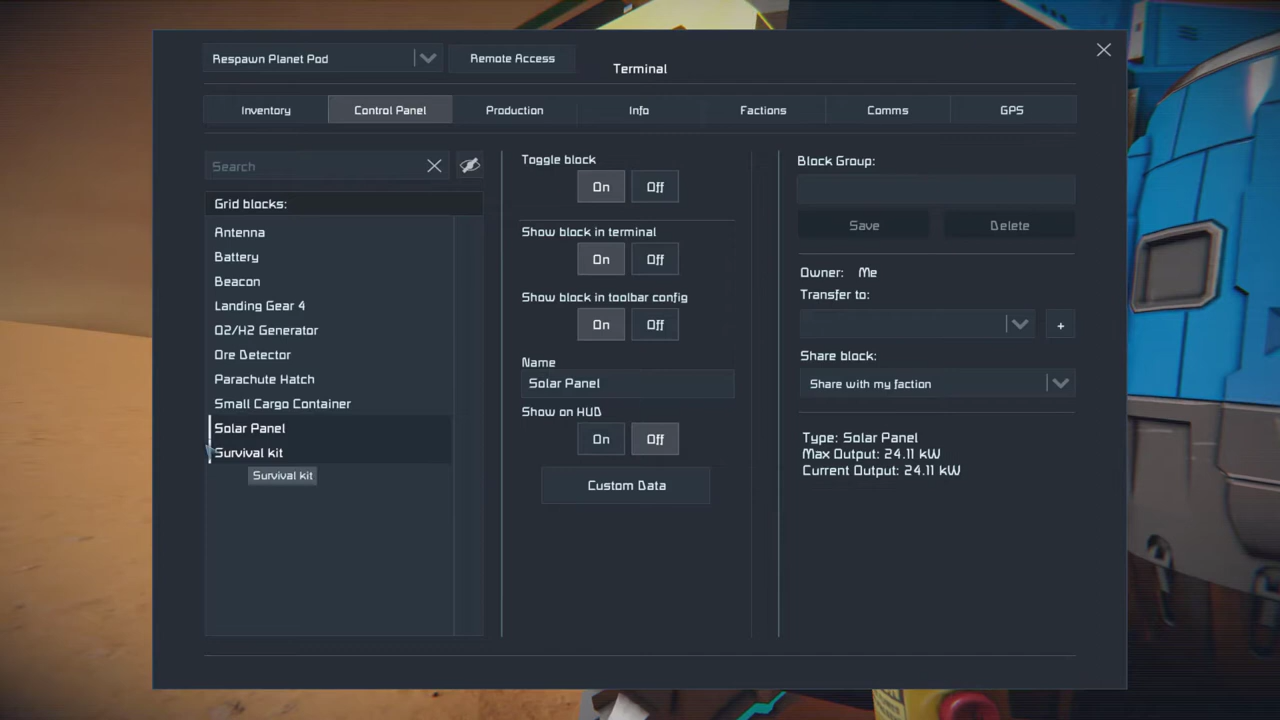 Respawn Planet Pod
Remote Access
Terminal
Inventory
Control Panel
Production
Info
Factions
Comms
GPS
Search
Grid blocks:
Antenna
Battery
Beacon
Landing Gear 4
O2/H2 Generator
Ore Detector
Parachute Hatch
Small Cargo Container
Solar Panel
Survival kit
Survival kit
Toggle block
On
Off
Show block in terminal
On
Off
Show block in toolbar config
On
Off
Name
Solar Panel
Show on HUD
On
Off
Custom Data
Block Group:
Save
Delete
Owner: Me
Transfer to:
+
Share block:
Share with my faction
Type: Solar Panel
Max Output: 24.11 kW
Current Output: 24.11 kW